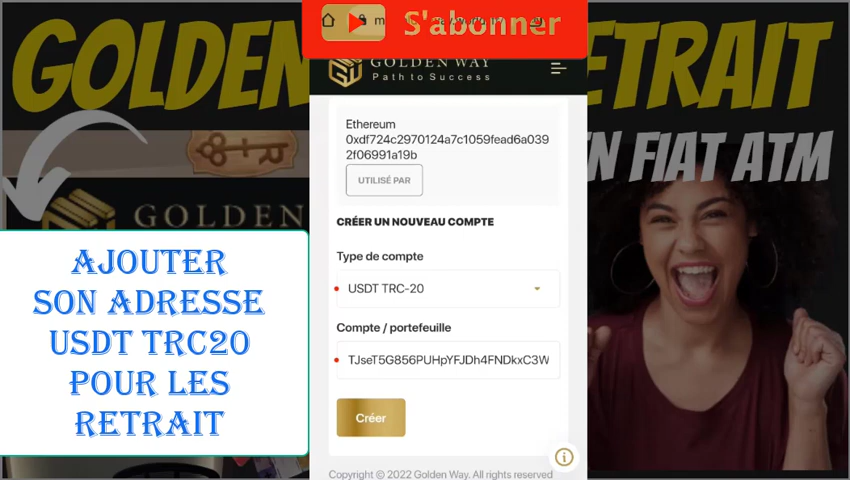 GOLDEN
RETRAIT
EN FIAT ATM
GOLDEN
S'abonner
GOLDEN WAY
Path to Success
Ethereum
0xdf724c2970124a7c1059fead6a039
2f06991a19b
UTILISÉ PAR
CRÉER UN NOUVEAU COMPTE
Type de compte
USDT TRC-20
Compte / portefeuille
TJseT5G856PUHpYFJDh4FNDkxC3W
Créer
Copyright © 2022 Golden Way. All rights reserved
AJOUTER
SON ADRESSE
USDT TRC20
POUR LES
RETRAIT